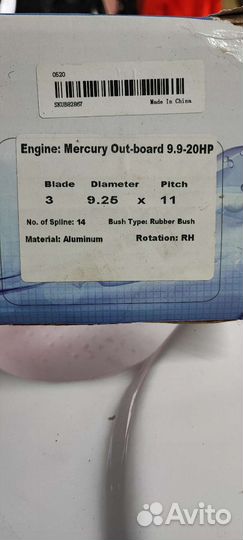 0520
SKUB82867
Made In China
Engine: Mercury Out-board 9.9-20HP
Blade Diameter Pitch
3 9.25 x 11
No. of Spline: 14 Bush Type: Rubber Bush
Material: Aluminum Rotation: RH
Avito